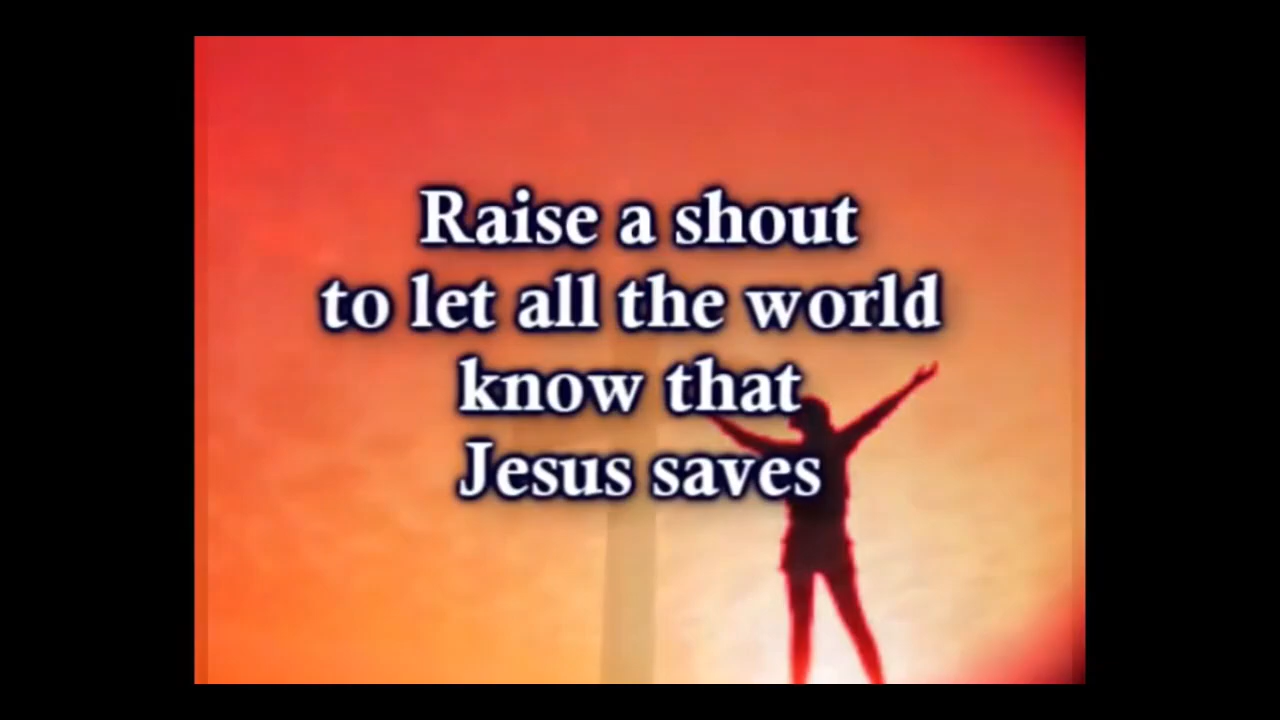 Raise a shout
to let all the world
know that
Jesus saves